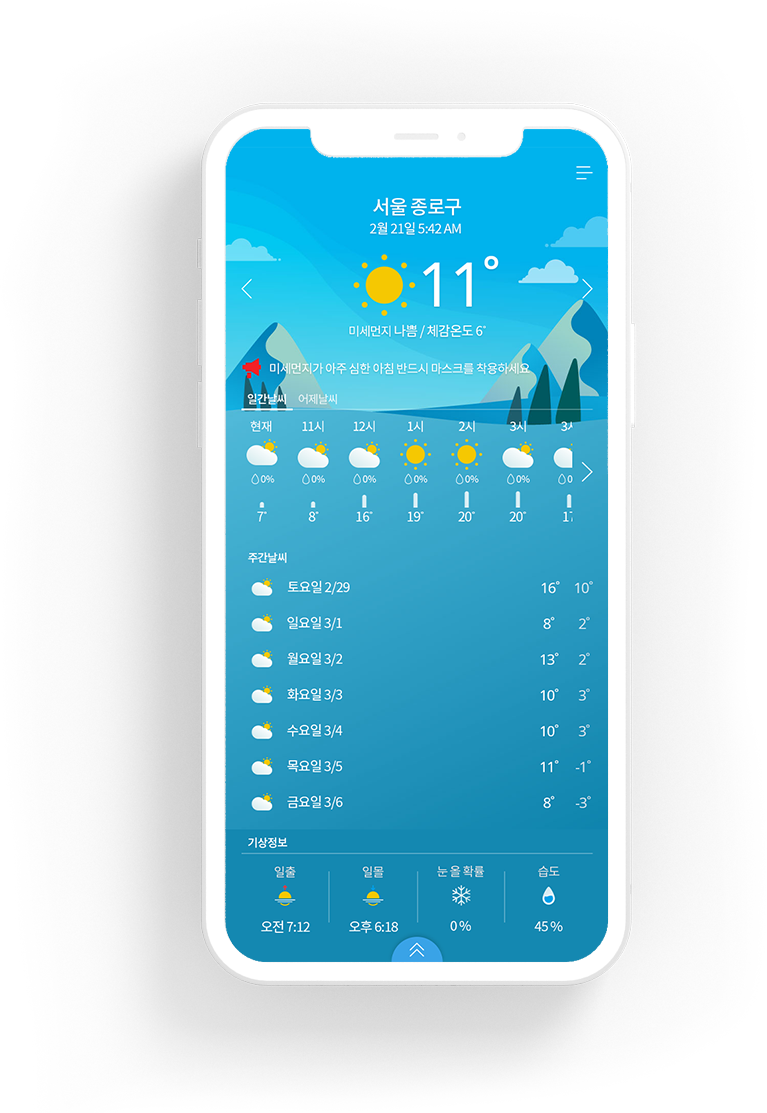 서울 종로구
2월 21일 5:42 AM
11°
미세먼지 나쁨 / 체감온도 6°
미세먼지가 아주 심한 아침 반드시 마스크를 착용하세요
일간날씨 어제날씨
현재 11시 12시 1시 2시 3시
0% 0% 0% 0% 0% 0% 0
7° 8° 16° 19° 20° 20°
주간날씨
토요일 2/29 16° 10°
일요일 3/1 8° 2°
월요일 3/2 13° 2°
화요일 3/3 10° 3°
수요일 3/4 10° 3°
목요일 3/5 11° -1°
금요일 3/6 8° -3°
기상정보
일출 일몰 눈 올 확률 습도
오전 7:12 오후 6:18 0 % 45 %